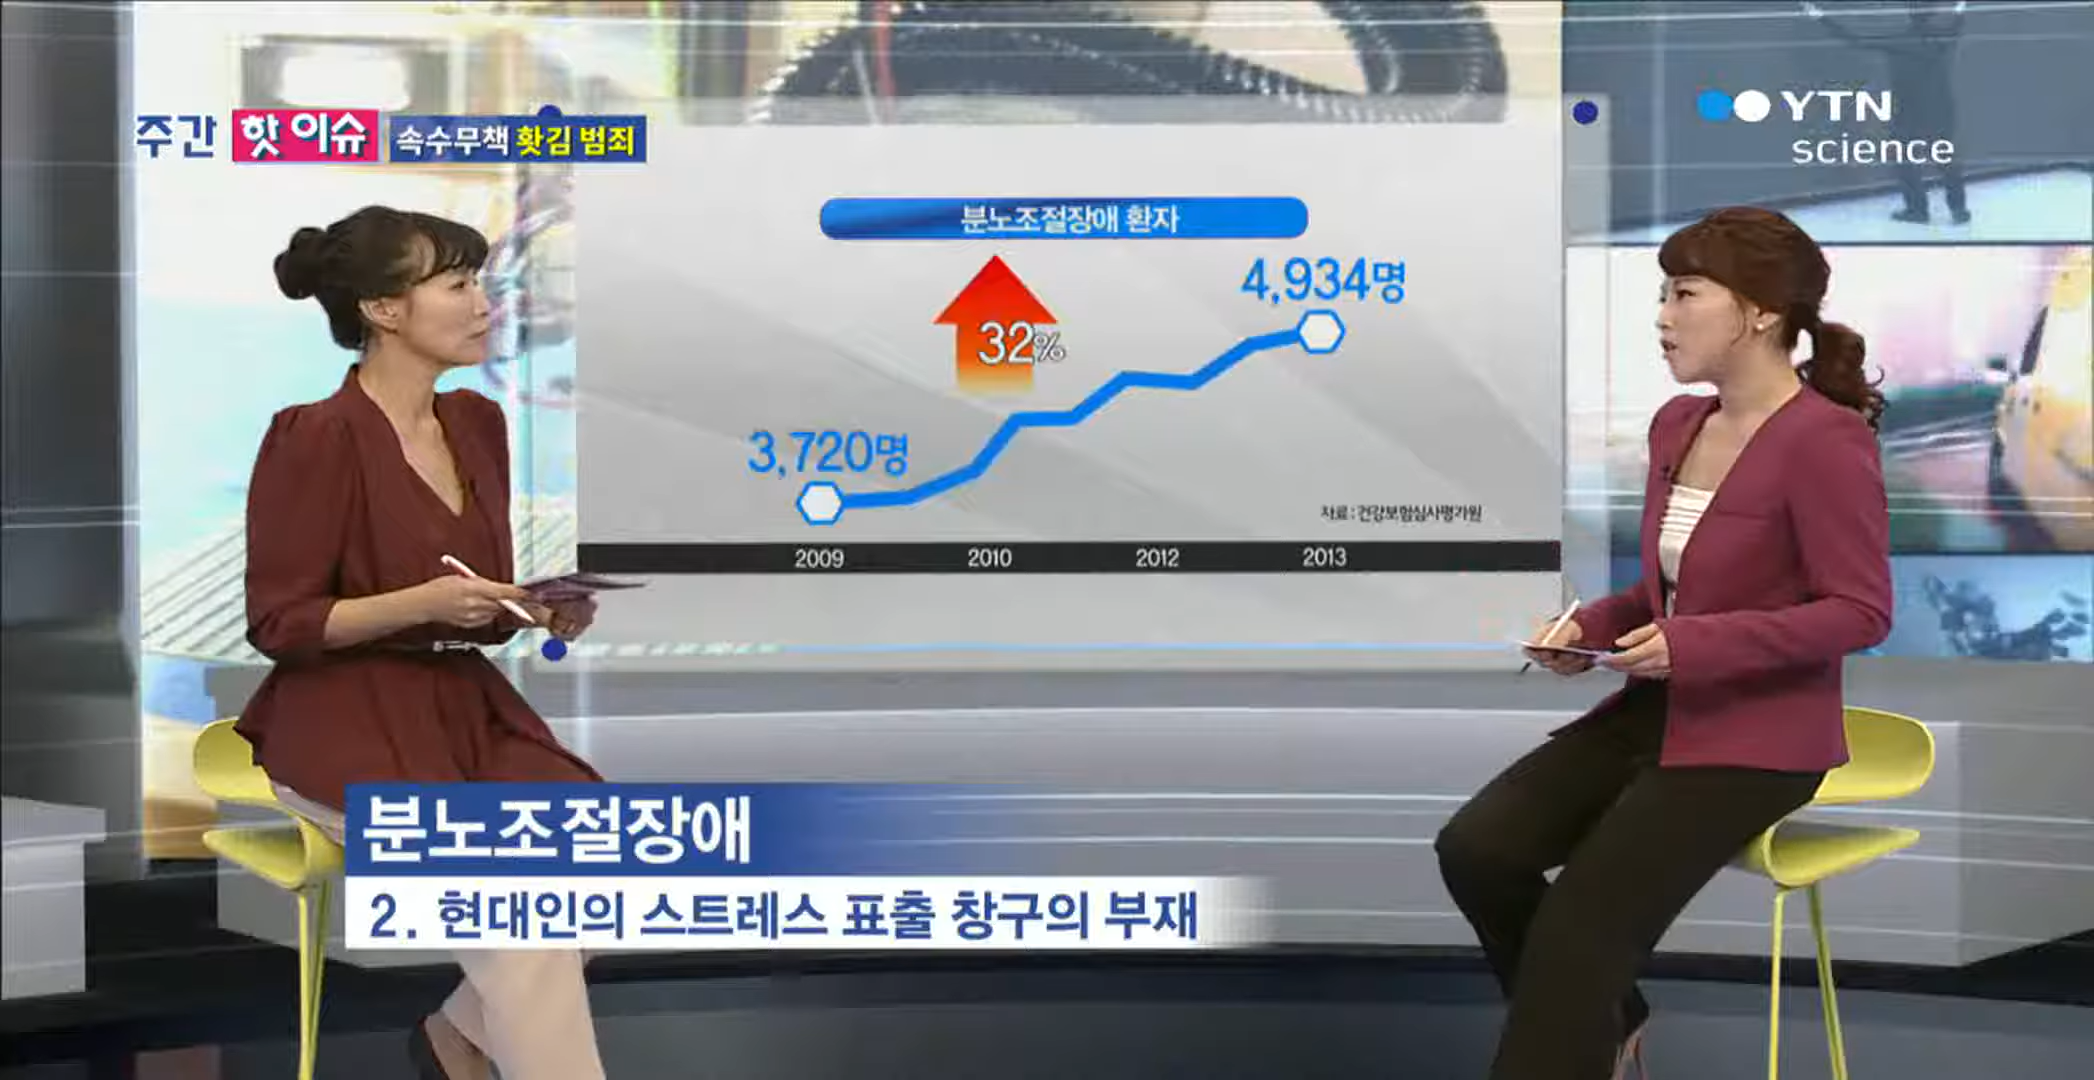 주간 핫 이슈 속수무책 홧김 범죄
YTN
science
분노조절장애 환자
4,934명
32%
3,720명
자료 : 건강보험심사평가원
2009 2010 2012 2013
분노조절장애
2. 현대인의 스트레스 표출 창구의 부재